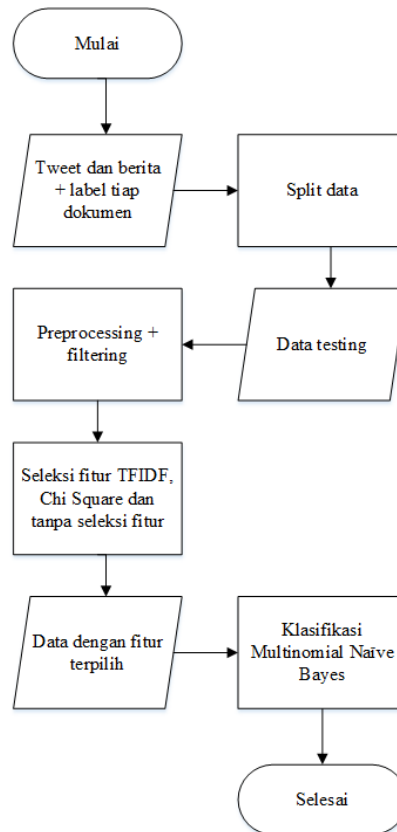 Mulai
Tweet dan berita
+ label tiap
dokumen
Split data
Data testing
Preprocessing +
filtering
Seleksi fitur TFIDF,
Chi Square dan
tanpa seleksi fitur
Data dengan fitur
terpilih
Klasifikasi
Multinomial Naïve
Bayes
Selesai